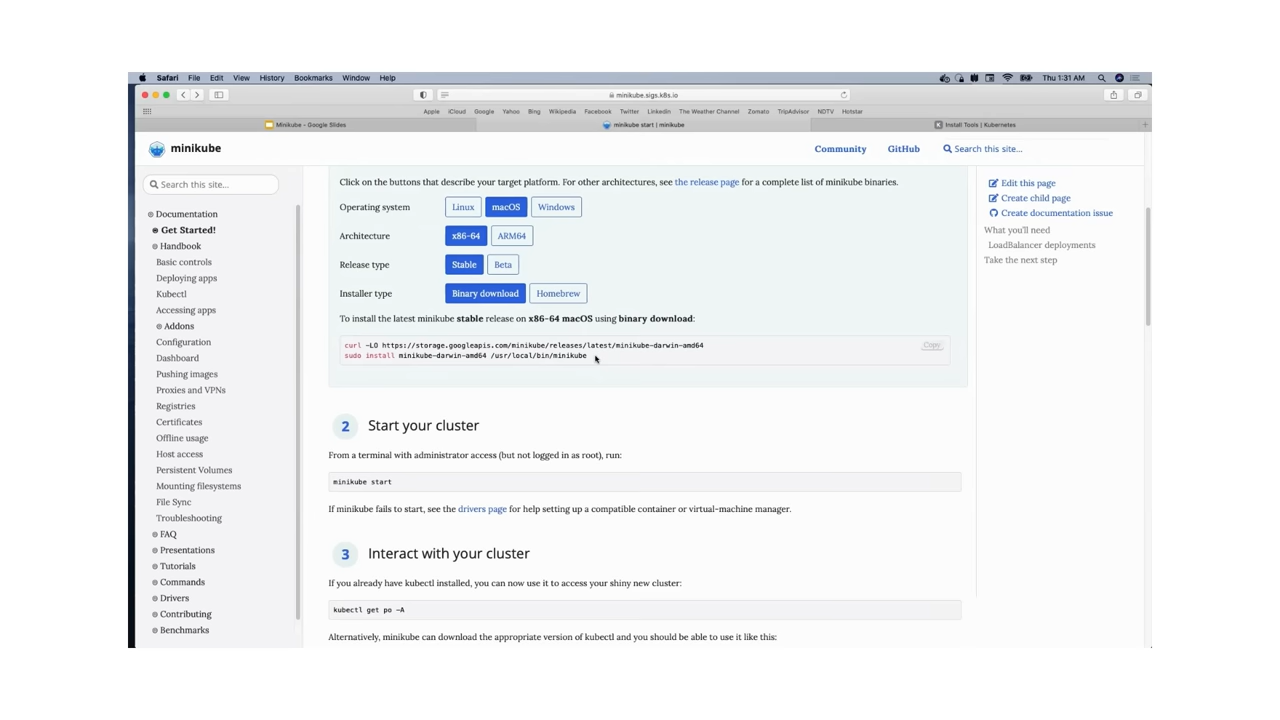 Safari File Edit View History Bookmarks Window Help Thu 1:31 AM
minikube.sigs.k8s.io
Apple iCloud Google Yahoo Bing Wikipedia Facebook Twitter LinkedIn The Weather Channel Zomato TripAdvisor NDTV Hotstar
Minikube - Google Slides minikube start | minikube Install Tools | Kubernetes
minikube
Community GitHub Search this site...
Search this site...
Documentation
Get Started!
Handbook
Basic controls
Deploying apps
Kubectl
Accessing apps
Addons
Configuration
Dashboard
Pushing images
Proxies and VPNs
Registries
Certificates
Offline usage
Host access
Persistent Volumes
Mounting filesystems
File Sync
Troubleshooting
FAQ
Presentations
Tutorials
Commands
Drivers
Contributing
Benchmarks
Click on the buttons that describe your target platform. For other architectures, see the release page for a complete list of minikube binaries.
Operating system Linux macOS Windows
Architecture x86-64 ARM64
Release type Stable Beta
Installer type Binary download Homebrew
To install the latest minikube stable release on x86-64 macOS using binary download:
curl -LO https://storage.googleapis.com/minikube/releases/latest/minikube-darwin-amd64
Copy
sudo install minikube-darwin-amd64 /usr/local/bin/minikube
2 Start your cluster
From a terminal with administrator access (but not logged in as root), run:
minikube start
If minikube fails to start, see the drivers page for help setting up a compatible container or virtual-machine manager.
3 Interact with your cluster
If you already have kubectl installed, you can now use it to access your shiny new cluster:
kubectl get po -A
Alternatively, minikube can download the appropriate version of kubectl and you should be able to use it like this:
Edit this page
Create child page
Create documentation issue
What you'll need
LoadBalancer deployments
Take the next step